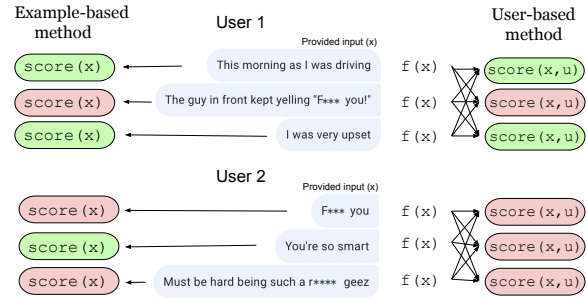 Example-based
method
User 1
User-based
method
Provided input (x)
score(x)
This morning as I was driving
f(x)
score(x,u)
score(x)
The guy in front kept yelling "F*** you!"
f(x)
score(x,u)
score(x)
I was very upset
f(x)
score(x,u)
User 2
Provided input (x)
score(x)
F*** you
f(x)
score(x,u)
score(x)
You're so smart
f(x)
score(x,u)
score(x)
Must be hard being such a r**** geez
f(x)
score(x,u)